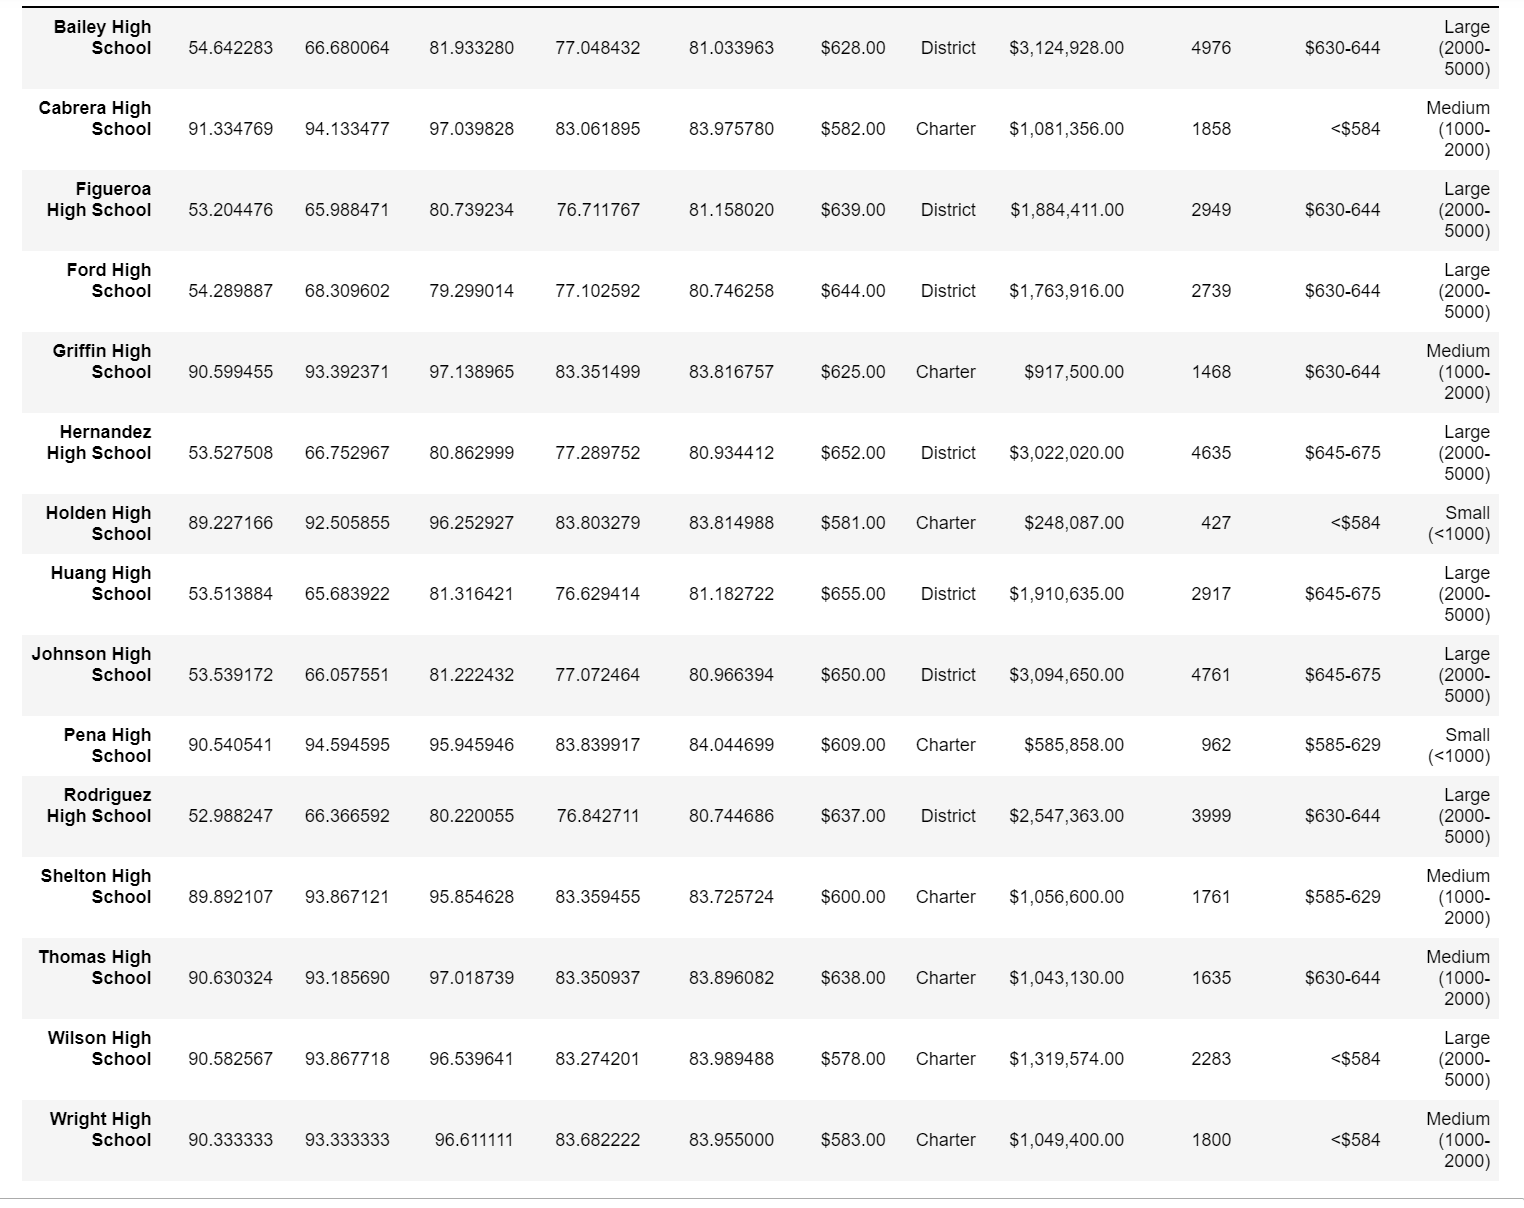 Bailey High School 54.642283 66.680064 81.933280 77.048432 81.033963 $628.00 District $3,124,928.00 4976 $630-644 Large (2000-5000)
Cabrera High School 91.334769 94.133477 97.039828 83.061895 83.975780 $582.00 Charter $1,081,356.00 1858 <$584 Medium (1000-2000)
Figueroa High School 53.204476 65.988471 80.739234 76.711767 81.158020 $639.00 District $1,884,411.00 2949 $630-644 Large (2000-5000)
Ford High School 54.289887 68.309602 79.299014 77.102592 80.746258 $644.00 District $1,763,916.00 2739 $630-644 Large (2000-5000)
Griffin High School 90.599455 93.392371 97.138965 83.351499 83.816757 $625.00 Charter $917,500.00 1468 $630-644 Medium (1000-2000)
Hernandez High School 53.527508 66.752967 80.862999 77.289752 80.934412 $652.00 District $3,022,020.00 4635 $645-675 Large (2000-5000)
Holden High School 89.227166 92.505855 96.252927 83.803279 83.814988 $581.00 Charter $248,087.00 427 <$584 Small (<1000)
Huang High School 53.513884 65.683922 81.316421 76.629414 81.182722 $655.00 District $1,910,635.00 2917 $645-675 Large (2000-5000)
Johnson High School 53.539172 66.057551 81.222432 77.072464 80.966394 $650.00 District $3,094,650.00 4761 $645-675 Large (2000-5000)
Pena High School 90.540541 94.594595 95.945946 83.839917 84.044699 $609.00 Charter $585,858.00 962 $585-629 Small (<1000)
Rodriguez High School 52.988247 66.366592 80.220055 76.842711 80.744686 $637.00 District $2,547,363.00 3999 $630-644 Large (2000-5000)
Shelton High School 89.892107 93.867121 95.854628 83.359455 83.725724 $600.00 Charter $1,056,600.00 1761 $585-629 Medium (1000-2000)
Thomas High School 90.630324 93.185690 97.018739 83.350937 83.896082 $638.00 Charter $1,043,130.00 1635 $630-644 Medium (1000-2000)
Wilson High School 90.582567 93.867718 96.539641 83.274201 83.989488 $578.00 Charter $1,319,574.00 2283 <$584 Large (2000-5000)
Wright High School 90.333333 93.333333 96.611111 83.682222 83.955000 $583.00 Charter $1,049,400.00 1800 <$584 Medium (1000-2000)